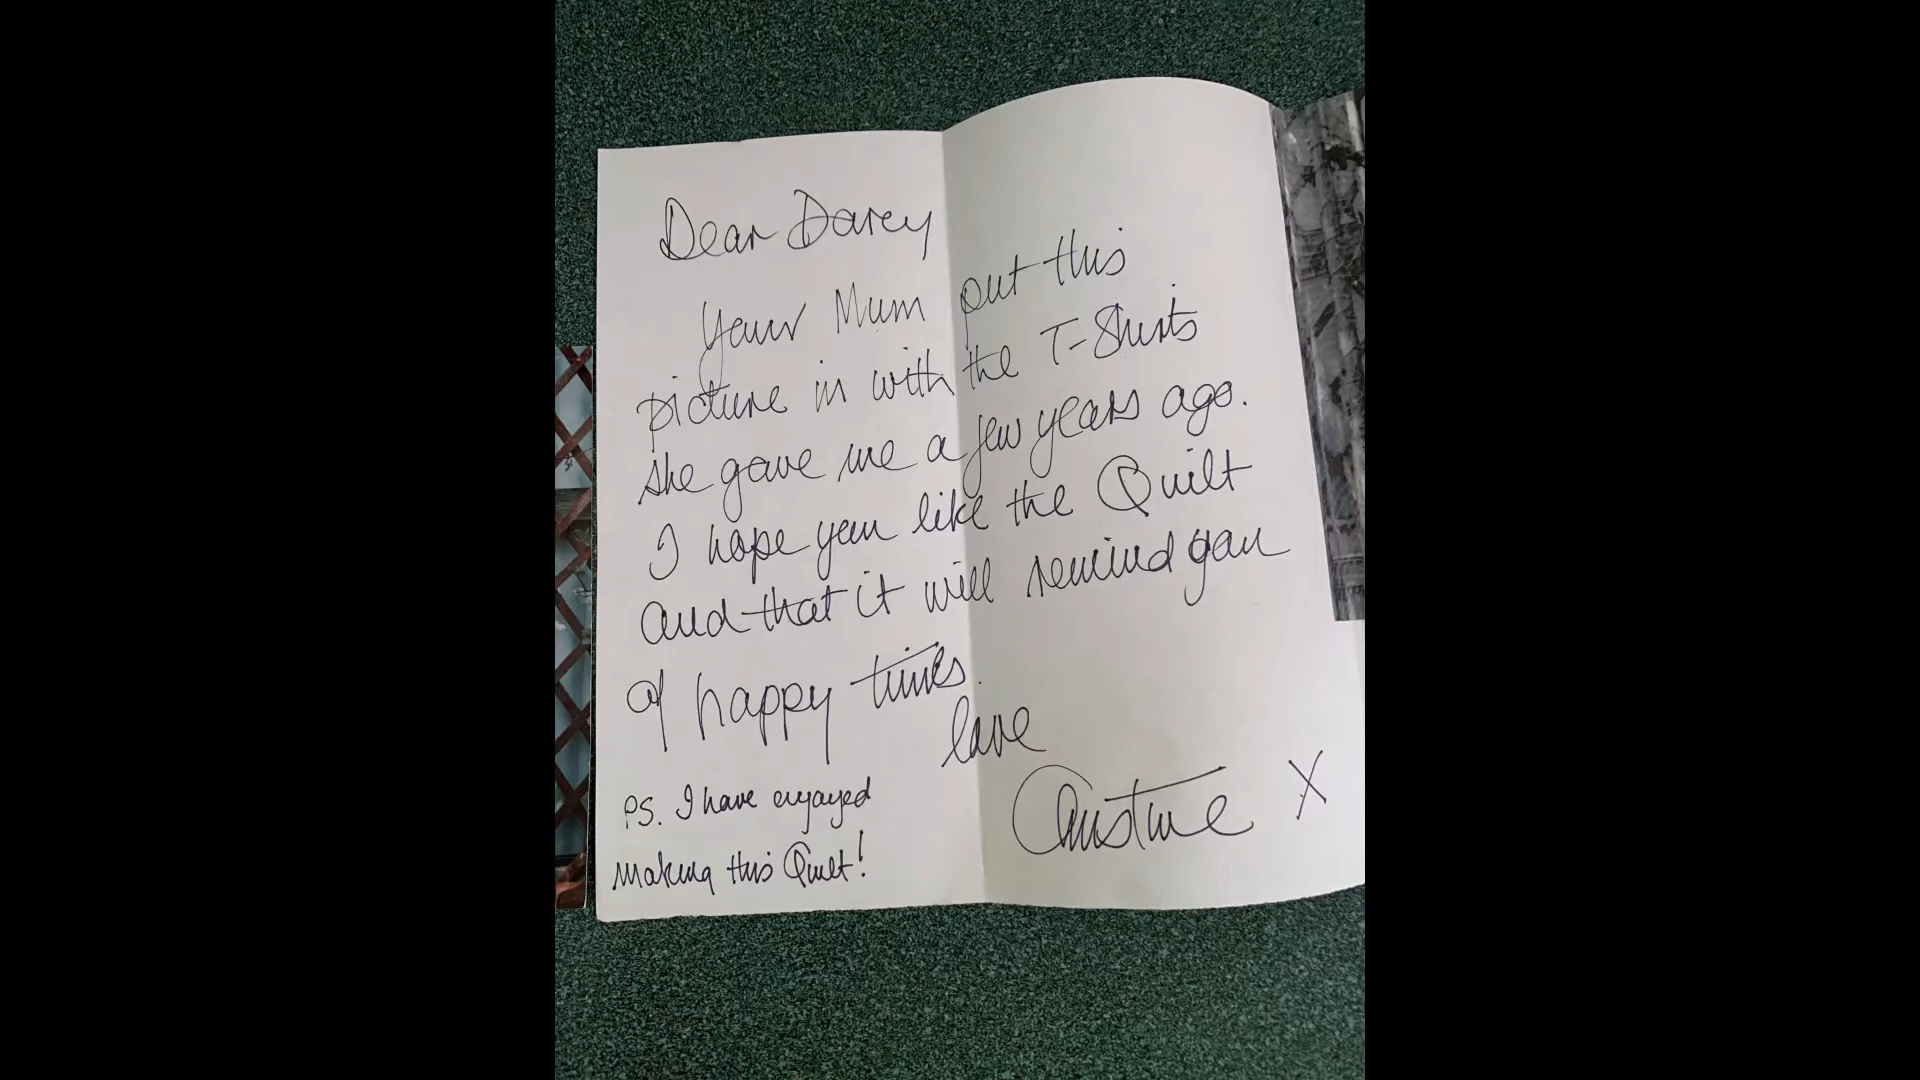 Dear Darcy
Your Mum put this
picture in with the T-Shirts
she gave me a few years ago.
I hope you like the Quilt
and that it will remind you
of happy times.
love
Christine X
PS. I have enjoyed
making this Quilt!